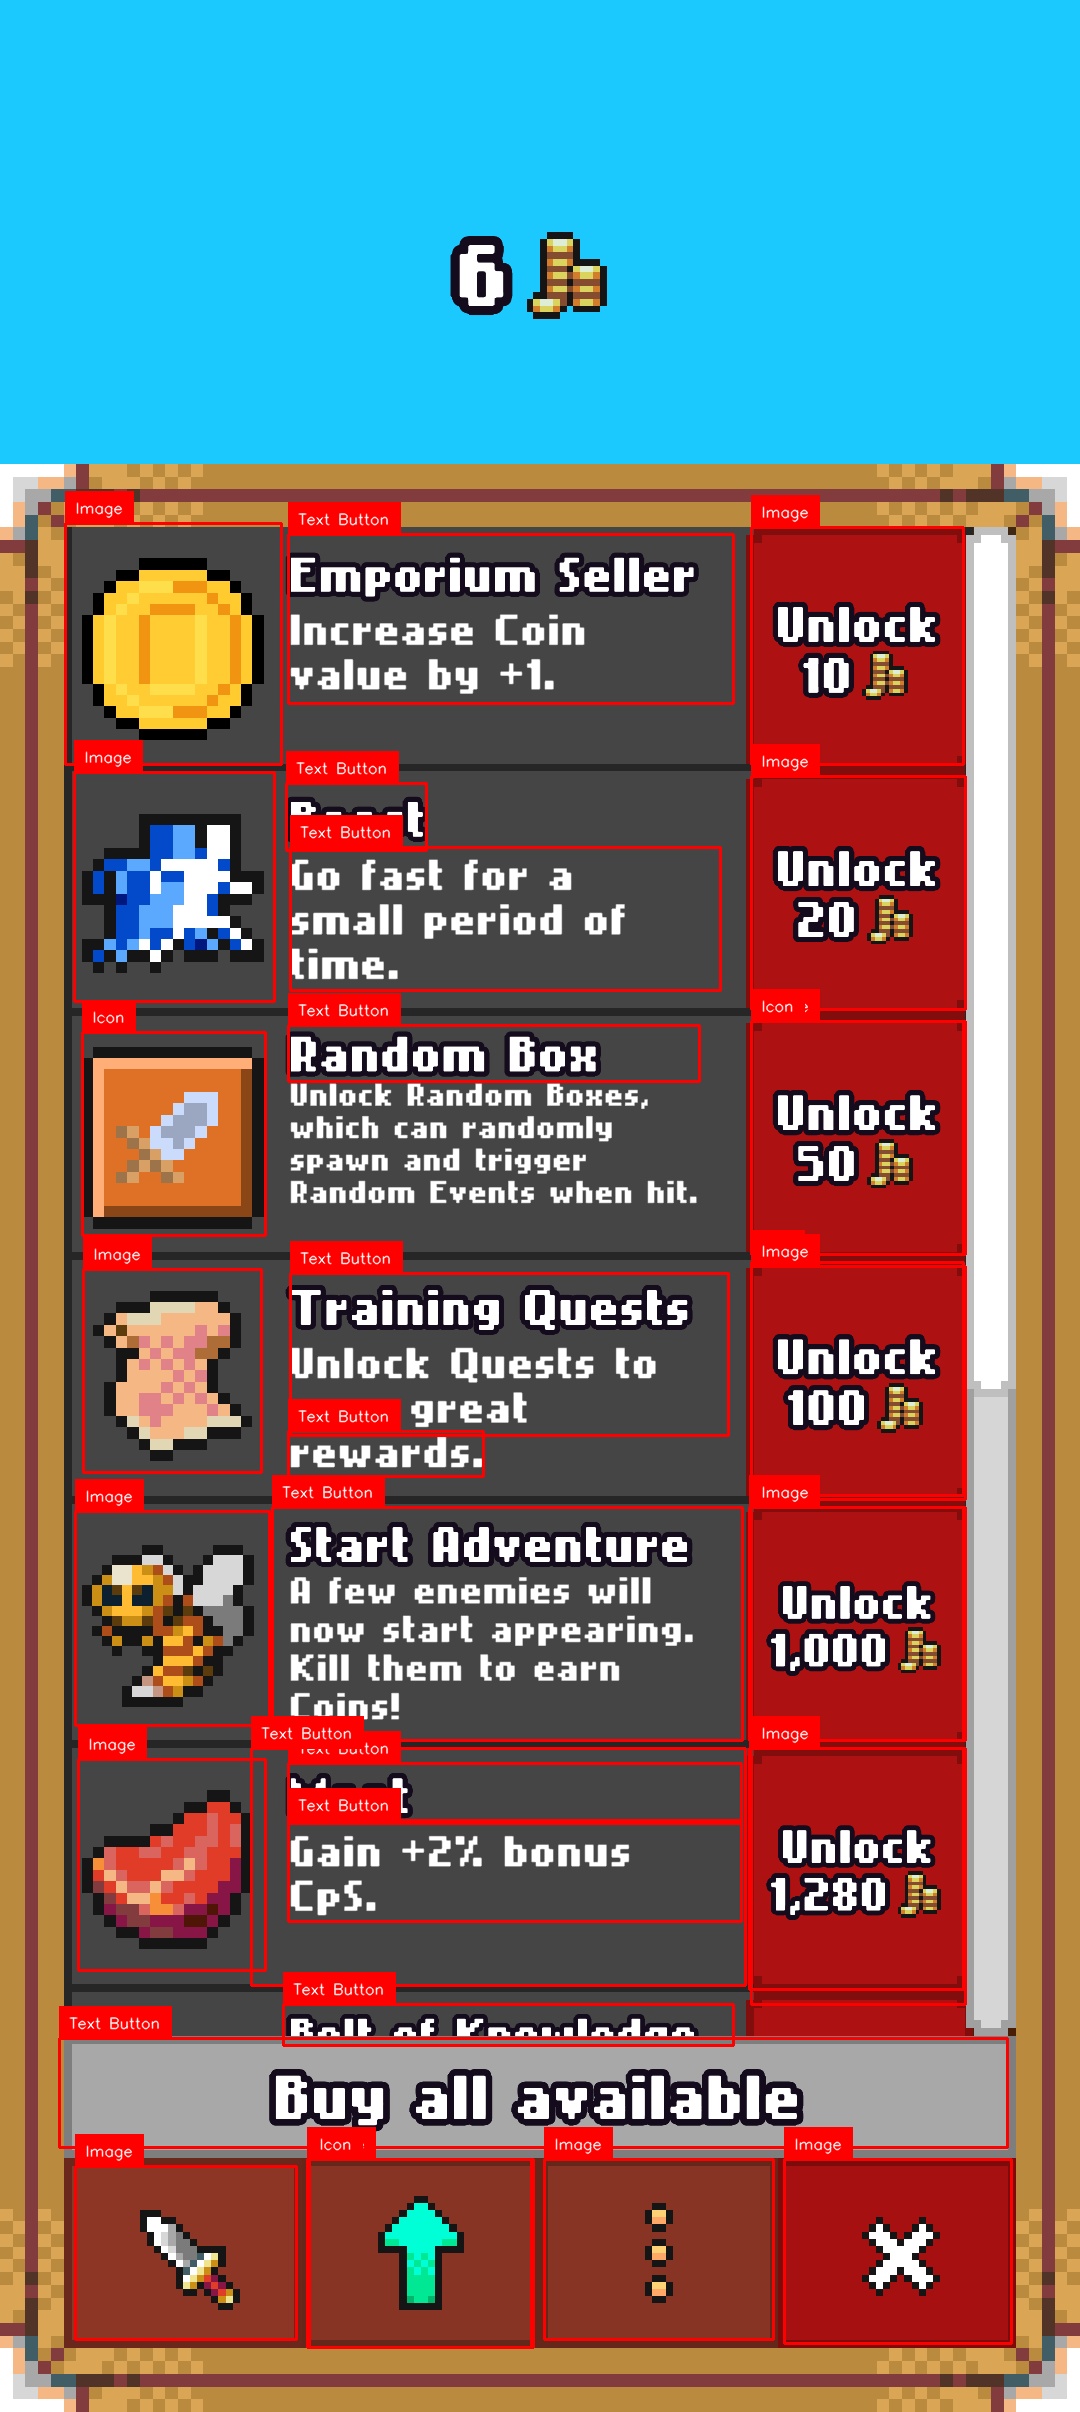 6
Image
Text Button
Image
Emporium Seller
Increase Coin
value by +1.
Unlock
10
Image
Text Button
Image
Text Button
Go fast for a
small period of
time.
Unlock
20
Icon
Text Button
Icon
Random Box
Unlock Random Boxes,
which can randomly
spawn and trigger
Random Events when hit.
Unlock
50
Image
Text Button
Image
Training Quests
Unlock Quests to
Text Button
great
rewards.
Unlock
100
Image
Text Button
Image
Start Adventure
A few enemies will
now start appearing.
Kill them to earn
Coins!
Unlock
1,000
Image
Text Button
Image
Text Button
Text Button
Gain +2% bonus
CpS.
Unlock
1,280
Text Button
Belt of Knowledge
Text Button
Buy all available
Image
Icon
Image
Image